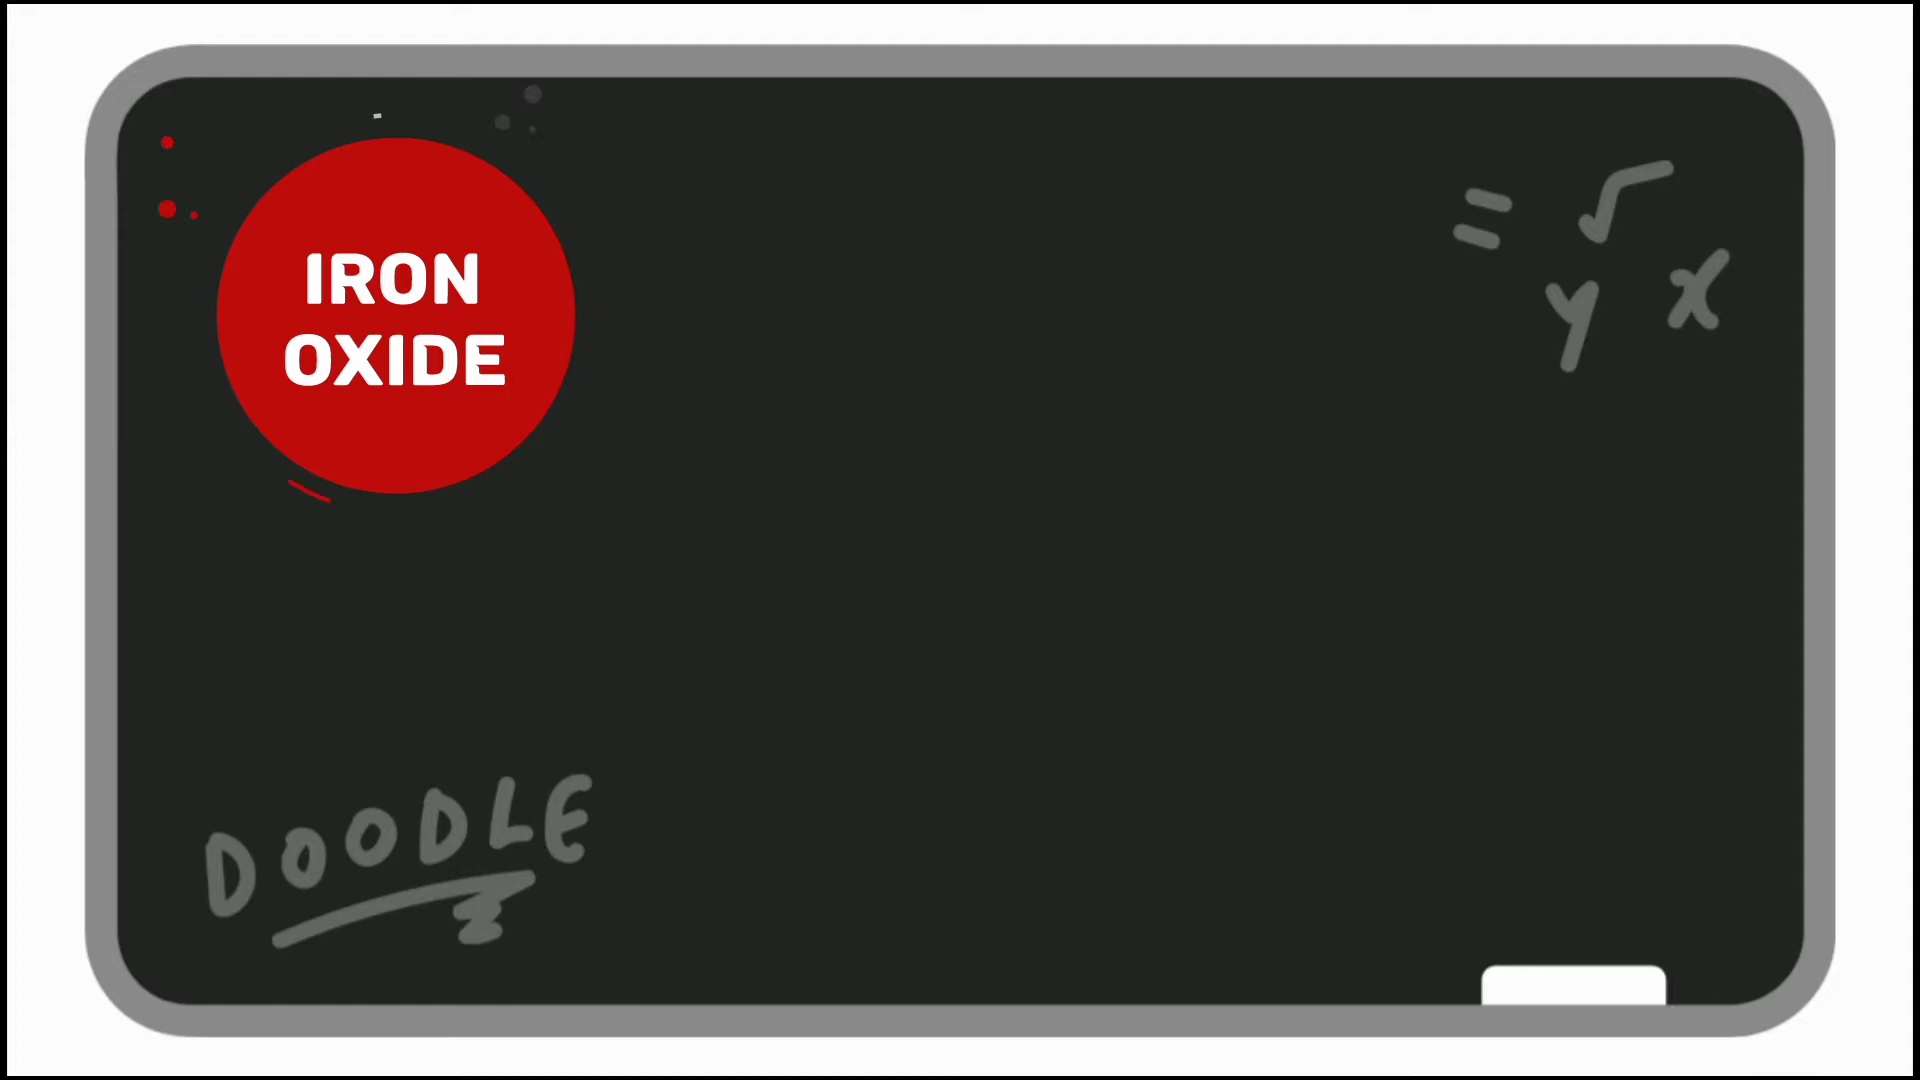 IRON
OXIDE
= √
y x
DOODLE